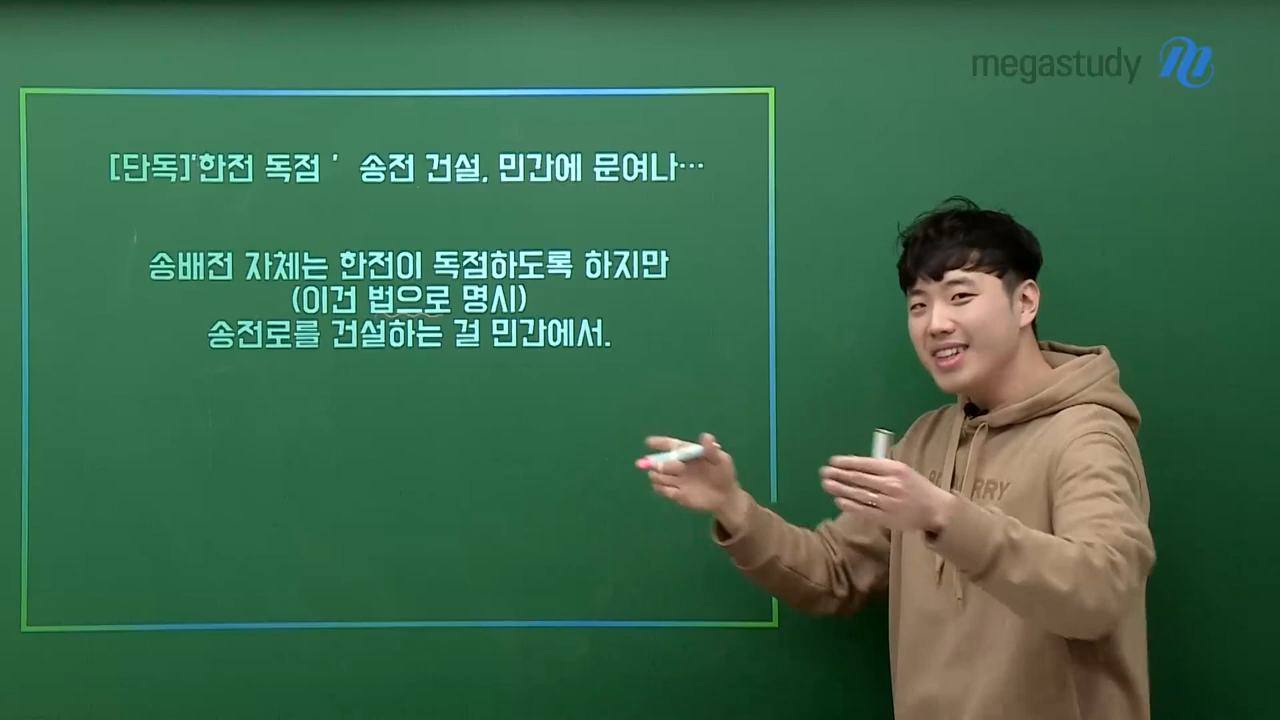 megastudy
[단독]'한전 독점 ' 송전 건설, 민간에 문여나…
송배전 자체는 한전이 독점하도록 하지만
(이건 법으로 명시)
송전로를 건설하는 걸 민간에서.